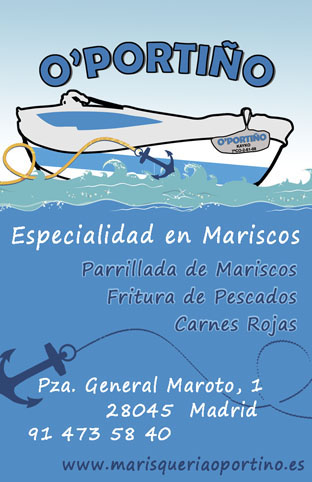 O'PORTIÑO
O'PORTIÑO
Especialidad en Mariscos
Parrillada de Mariscos
Fritura de Pescados
Carnes Rojas
Pza. General Maroto, 1
28045 Madrid
91 473 58 40
www.marisqueriaoportino.es